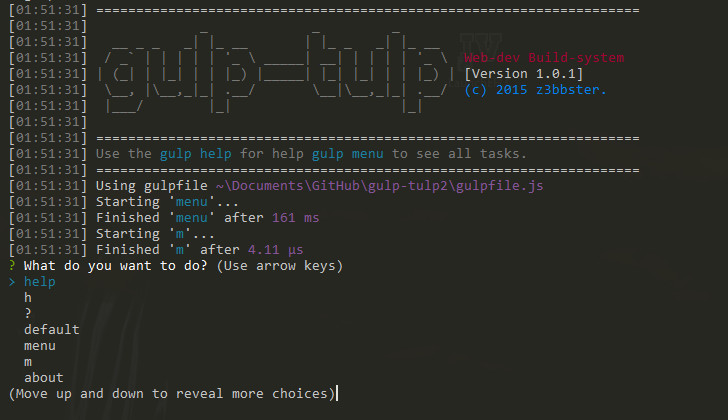 [01:51:31] ============================================================
[01:51:31]
[01:51:31]
[01:51:31] gulp-tulp Web-dev Build-system
[01:51:31] [Version 1.0.1]
[01:51:31] (c) 2015 z3bbster.
[01:51:31]
[01:51:31]
[01:51:31] ============================================================
[01:51:31] Use the gulp help for help gulp menu to see all tasks.
[01:51:31] ============================================================
[01:51:31] Using gulpfile ~\Documents\GitHub\gulp-tulp2\gulpfile.js
[01:51:31] Starting 'menu'...
[01:51:31] Finished 'menu' after 161 ms
[01:51:31] Starting 'm'...
[01:51:31] Finished 'm' after 4.11 μs
? What do you want to do? (Use arrow keys)
> help
h
?
default
menu
m
about
(Move up and down to reveal more choices)